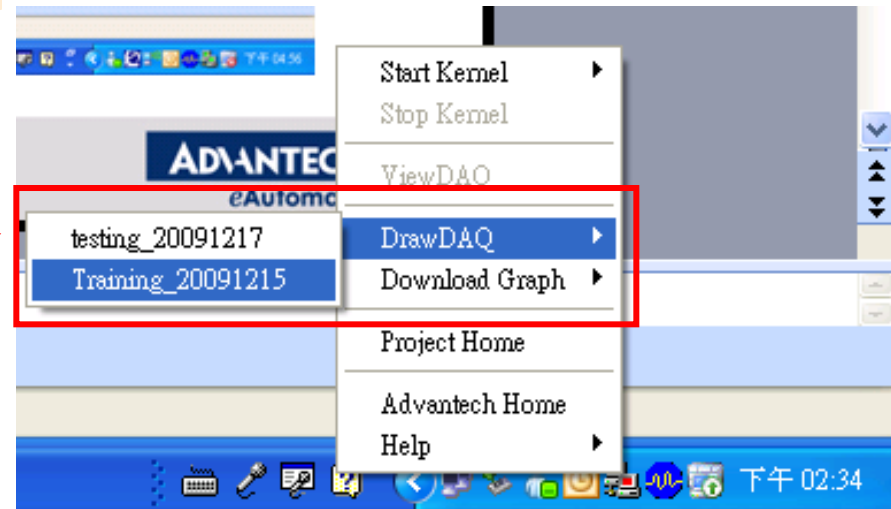 下午 04:56
Start Kernel
Stop Kernel
ADVANTEC
ViewDAQ
eAutoma
testing_20091217
DrawDAQ
Training_20091215
Download Graph
Project Home
Advantech Home
Help
下午 02:34